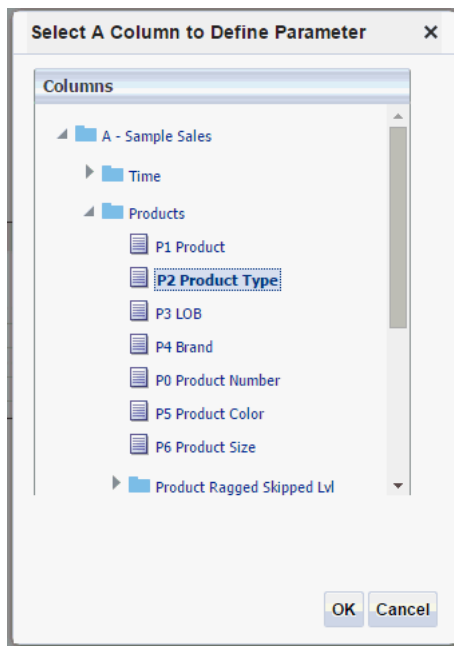 Select A Column to Define Parameter
Columns
A - Sample Sales
Time
Products
P1 Product
P2 Product Type
P3 LOB
P4 Brand
P0 Product Number
P5 Product Color
P6 Product Size
Product Ragged Skipped Lvl
OK Cancel